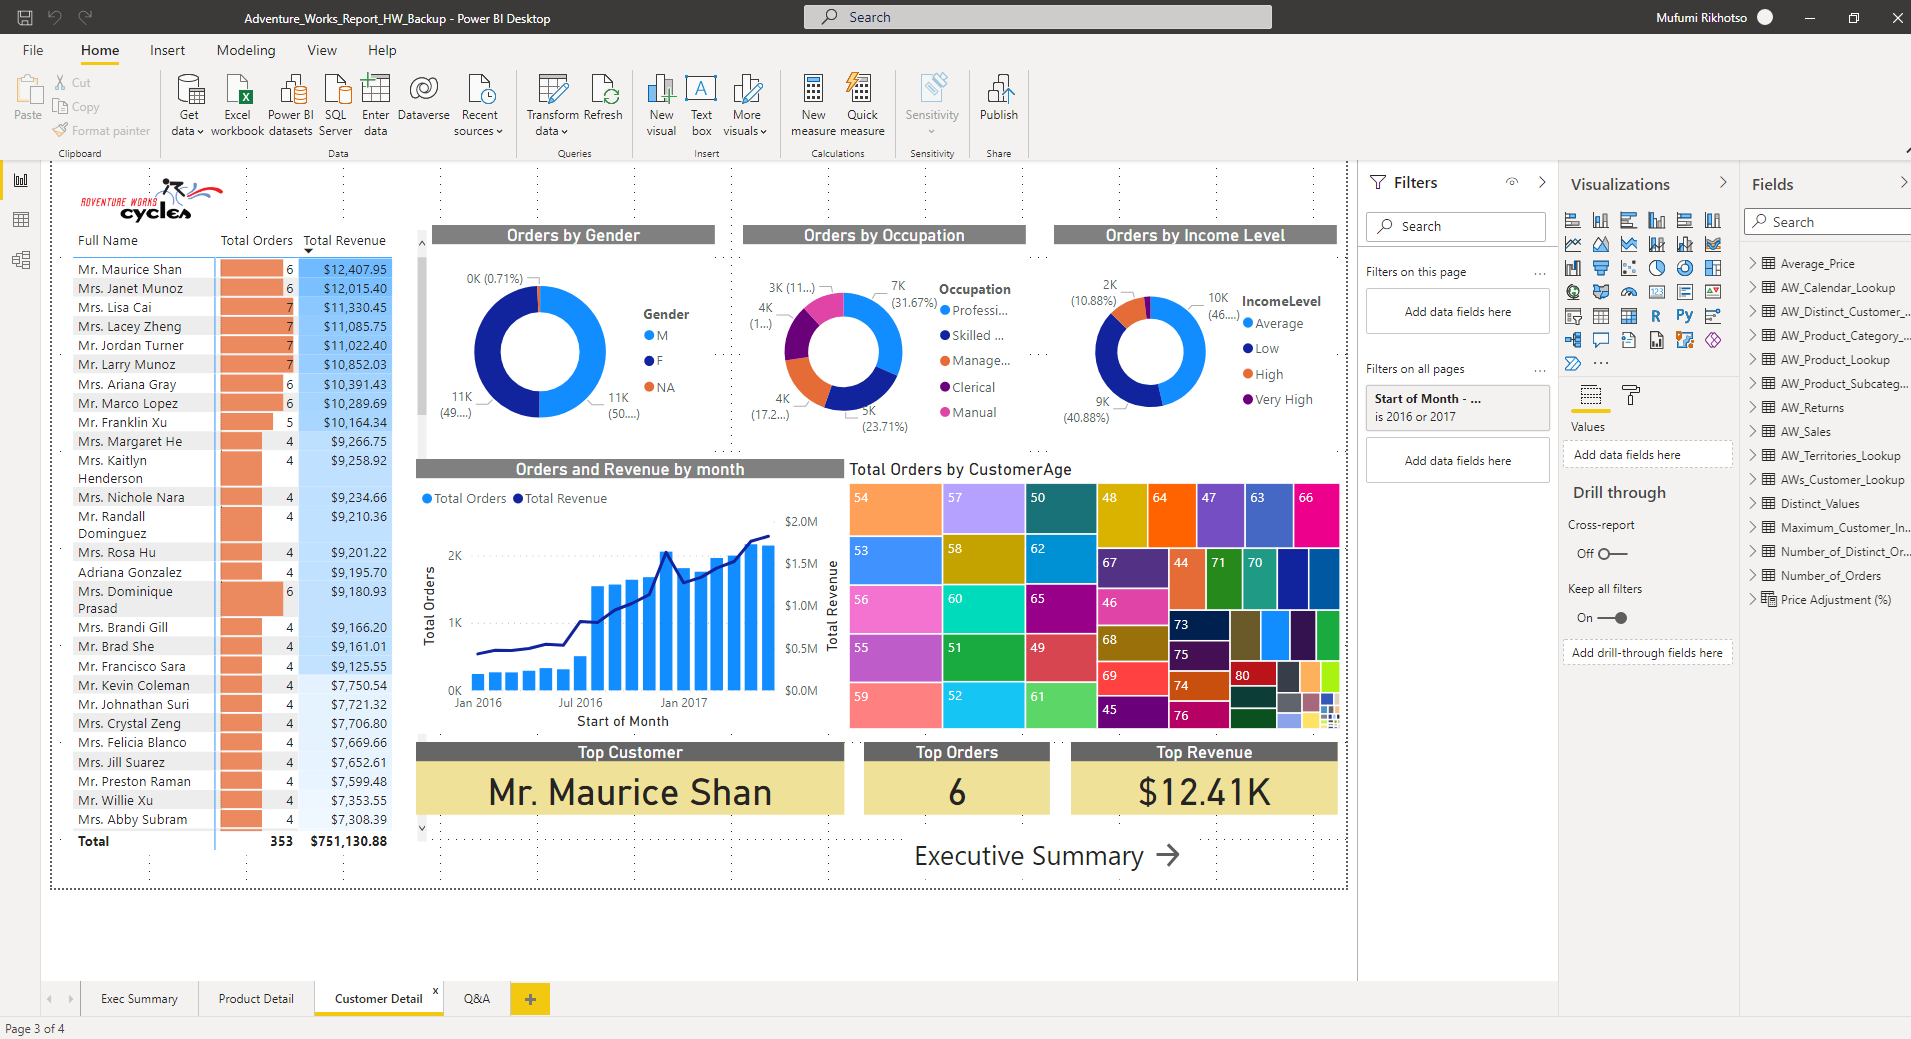 Adventure_Works_Report_HW_Backup - Power BI Desktop
Search
Mufumi Rikhotso
File Home Insert Modeling View Help
Paste
Cut
Copy
Format painter
Clipboard
Get data
Excel workbook
Power BI datasets
SQL Server
Enter data
Dataverse
Recent sources
Data
Transform data
Refresh
Queries
New visual
Text box
More visuals
Insert
New measure
Quick measure
Calculations
Sensitivity
Sensitivity
Publish
Share
ADVENTURE WORKS
cycles
Full Name Total Orders Total Revenue
Mr. Maurice Shan 6 $12,407.95
Mrs. Janet Munoz 6 $12,015.40
Mrs. Lisa Cai 7 $11,330.45
Mrs. Lacey Zheng 7 $11,085.75
Mr. Jordan Turner 7 $11,022.40
Mr. Larry Munoz 7 $10,852.03
Mrs. Ariana Gray 6 $10,391.43
Mr. Marco Lopez 6 $10,289.69
Mr. Franklin Xu 5 $10,164.34
Mrs. Margaret He 4 $9,266.75
Mrs. Kaitlyn Henderson 4 $9,258.92
Mrs. Nichole Nara 4 $9,234.66
Mr. Randall Dominguez 4 $9,210.36
Mrs. Rosa Hu 4 $9,201.22
Adriana Gonzalez 4 $9,195.70
Mrs. Dominique Prasad 6 $9,180.93
Mrs. Brandi Gill 4 $9,166.20
Mr. Brad She 4 $9,161.01
Mr. Francisco Sara 4 $9,125.55
Mr. Kevin Coleman 4 $7,750.54
Mr. Johnathan Suri 4 $7,721.32
Mrs. Crystal Zeng 4 $7,706.80
Mrs. Felicia Blanco 4 $7,669.66
Mrs. Jill Suarez 4 $7,652.61
Mr. Preston Raman 4 $7,599.48
Mr. Willie Xu 4 $7,353.55
Mrs. Abby Subram 4 $7,308.39
Total 353 $751,130.88
Orders by Gender
0K (0.71%)
11K (49....)
11K (50....)
Gender
M
F
NA
Orders by Occupation
3K (11...)
7K (31.67%)
4K (1...)
4K (17.2...)
5K (23.71%)
Occupation
Professi...
Skilled ...
Manage...
Clerical
Manual
Orders by Income Level
2K (10.88%)
10K (46....)
9K (40.88%)
IncomeLevel
Average
Low
High
Very High
Orders and Revenue by month
Total Orders Total Revenue
Total Orders
2K
1K
0K
$2.0M
$1.5M
$1.0M
$0.5M
$0.0M
Total Revenue
Jan 2016 Jul 2016 Jan 2017
Start of Month
Total Orders by CustomerAge
54 57 50 48 64 47 63 66
53 58 62 67 44 71 70
56 60 65 46 73
55 51 49 68 75
69 74 80
59 52 61 45 76
Top Customer
Mr. Maurice Shan
Top Orders
6
Top Revenue
$12.41K
Executive Summary
Filters
Search
Filters on this page ...
Add data fields here
Filters on all pages ...
Start of Month - ...
is 2016 or 2017
Add data fields here
Visualizations
R Py
123
...
Values
Add data fields here
Drill through
Cross-report
Off
Keep all filters
On
Add drill-through fields here
Fields
Search
Average_Price
AW_Calendar_Lookup
AW_Distinct_Customer_...
AW_Product_Category_...
AW_Product_Lookup
AW_Product_Subcateg...
AW_Returns
AW_Sales
AW_Territories_Lookup
AWs_Customer_Lookup
Distinct_Values
Maximum_Customer_In...
Number_of_Distinct_Or...
Number_of_Orders
Price Adjustment (%)
Exec Summary Product Detail Customer Detail x Q&A +
Page 3 of 4